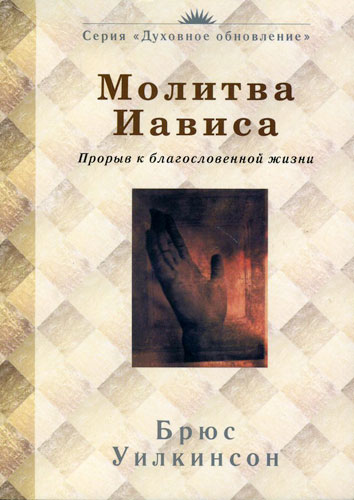 Серия «Духовное обновление»
Молитва
Иависа
Прорыв к благословенной жизни
Брюс
Уилкинсон